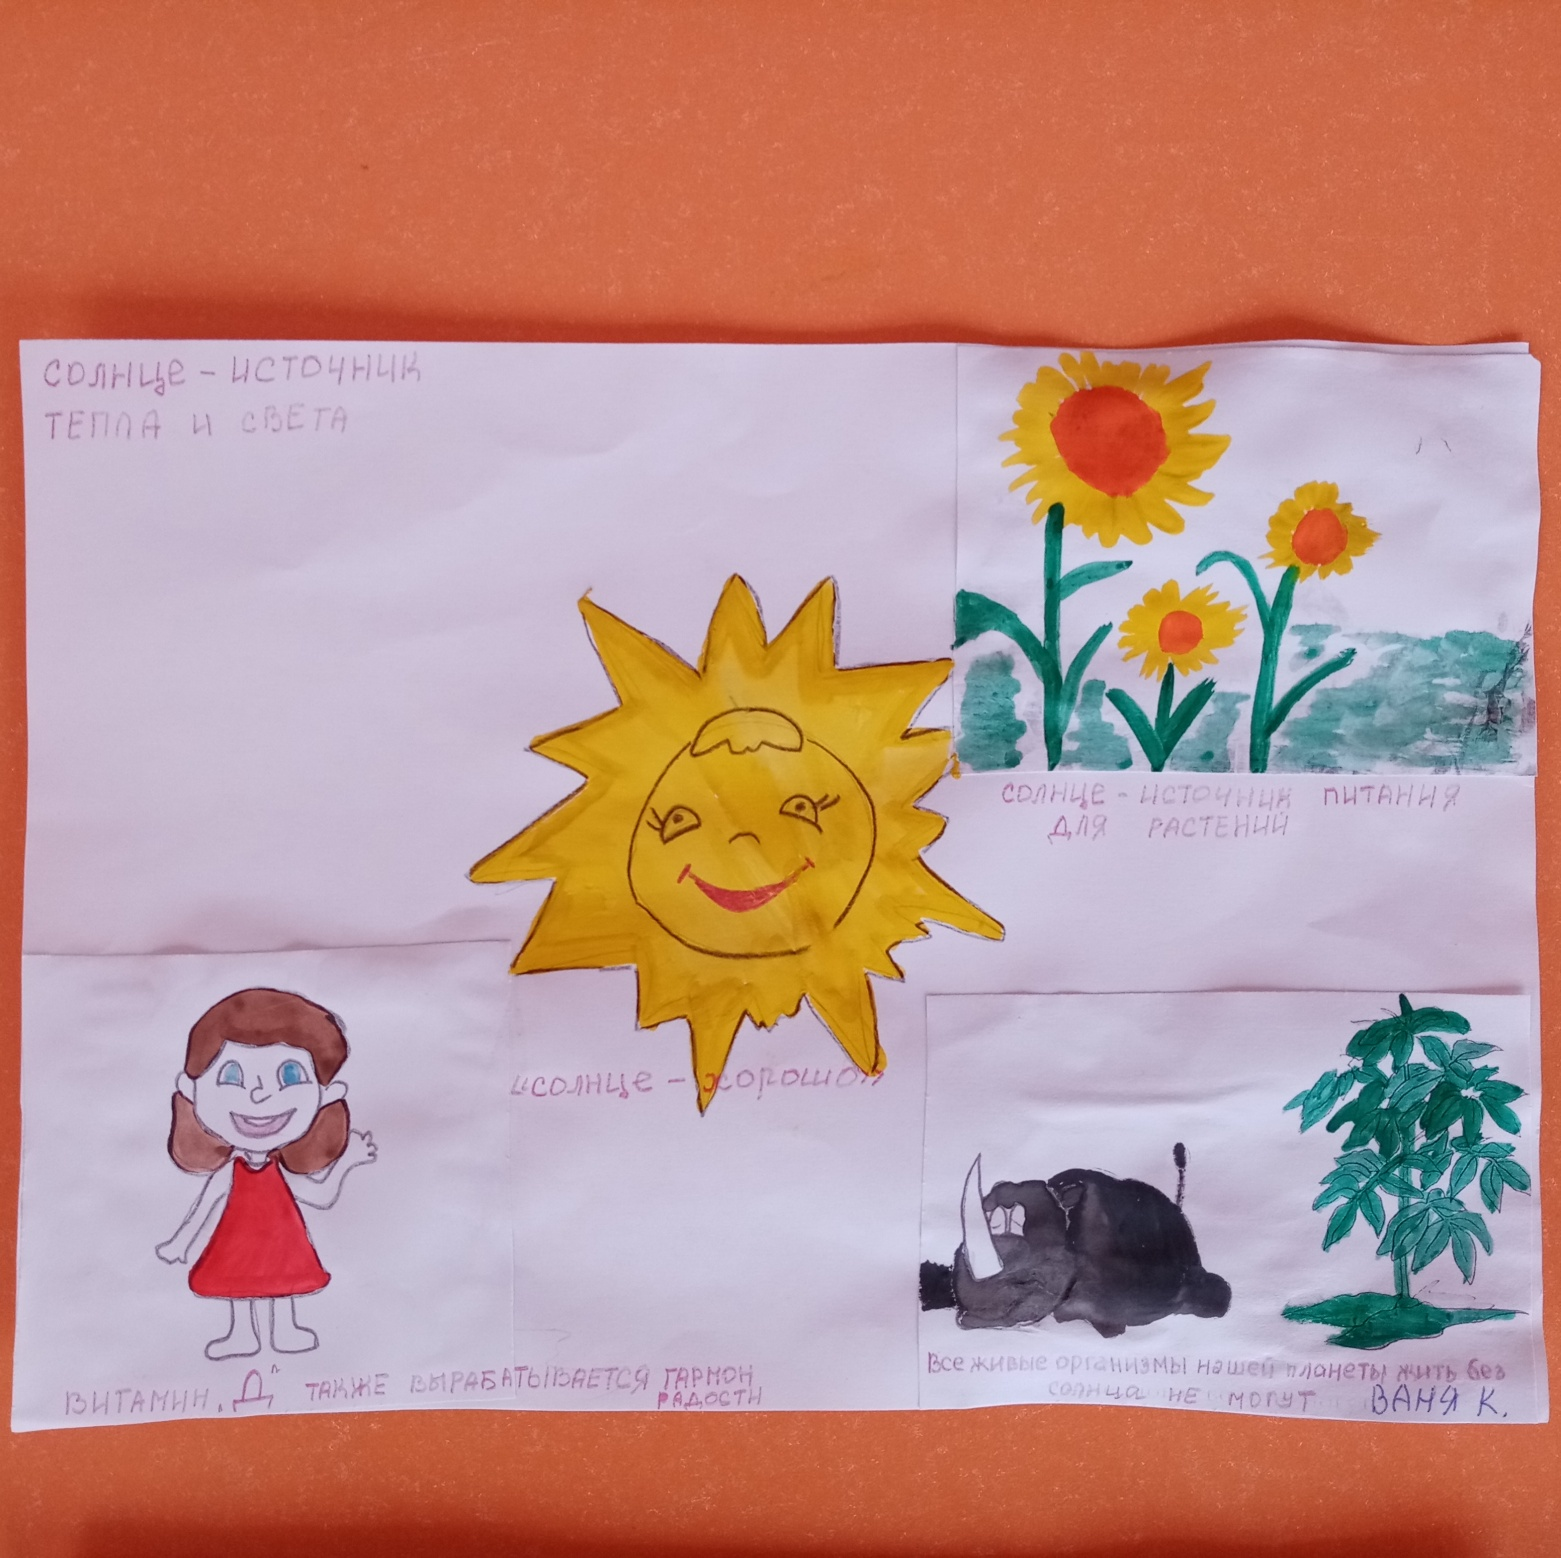 СОЛНЦЕ - ИСТОЧНИК
ТЕПЛА И СВЕТА
СОЛНЦЕ - ИСТОЧНИК ПИТАНИЯ
ДЛЯ РАСТЕНИЙ
"СОЛНЦЕ - хорошо"
ВИТАМИН "Д" ТАКЖЕ ВЫРАБАТЫВАЕТСЯ ГАРМОН
РАДОСТИ
Все живые организмы нашей планеты жить без
солнца не могут ВАНЯ К.